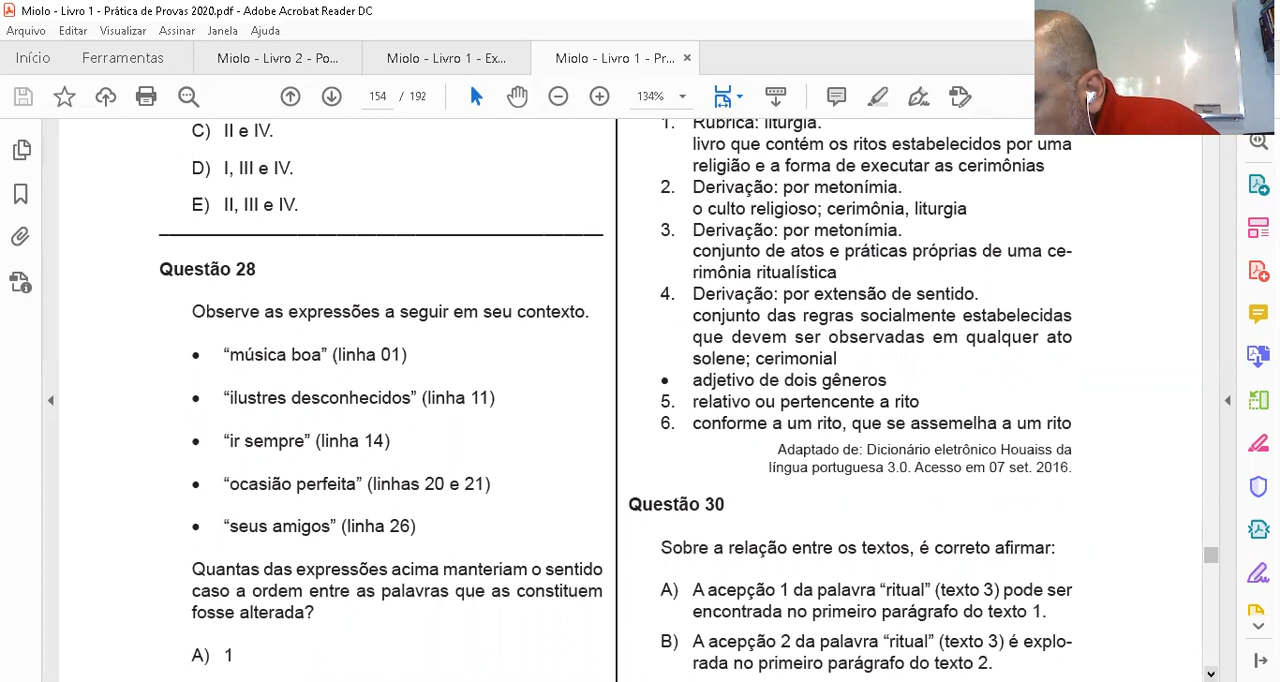 Miolo - Livro 1 - Prática de Provas 2020.pdf - Adobe Acrobat Reader DC
Arquivo Editar Visualizar Assinar Janela Ajuda
Início Ferramentas Miolo - Livro 2 - Po... Miolo - Livro 1 - Ex... Miolo - Livro 1 - Pr... ×
154 / 192 134%
C) II e IV.
D) I, III e IV.
E) II, III e IV.
Questão 28
Observe as expressões a seguir em seu contexto.
• “música boa” (linha 01)
• “ilustres desconhecidos” (linha 11)
• “ir sempre” (linha 14)
• “ocasião perfeita” (linhas 20 e 21)
• “seus amigos” (linha 26)
Quantas das expressões acima manteriam o sentido
caso a ordem entre as palavras que as constituem
fosse alterada?
A) 1
1. Rubrica: liturgia.
livro que contém os ritos estabelecidos por uma
religião e a forma de executar as cerimônias
2. Derivação: por metonímia.
o culto religioso; cerimônia, liturgia
3. Derivação: por metonímia.
conjunto de atos e práticas próprias de uma ce-
rimônia ritualística
4. Derivação: por extensão de sentido.
conjunto das regras socialmente estabelecidas
que devem ser observadas em qualquer ato
solene; cerimonial
• adjetivo de dois gêneros
5. relativo ou pertencente a rito
6. conforme a um rito, que se assemelha a um rito
Adaptado de: Dicionário eletrônico Houaiss da
língua portuguesa 3.0. Acesso em 07 set. 2016.
Questão 30
Sobre a relação entre os textos, é correto afirmar:
A) A acepção 1 da palavra “ritual” (texto 3) pode ser
encontrada no primeiro parágrafo do texto 1.
B) A acepção 2 da palavra “ritual” (texto 3) é explo-
rada no primeiro parágrafo do texto 2.